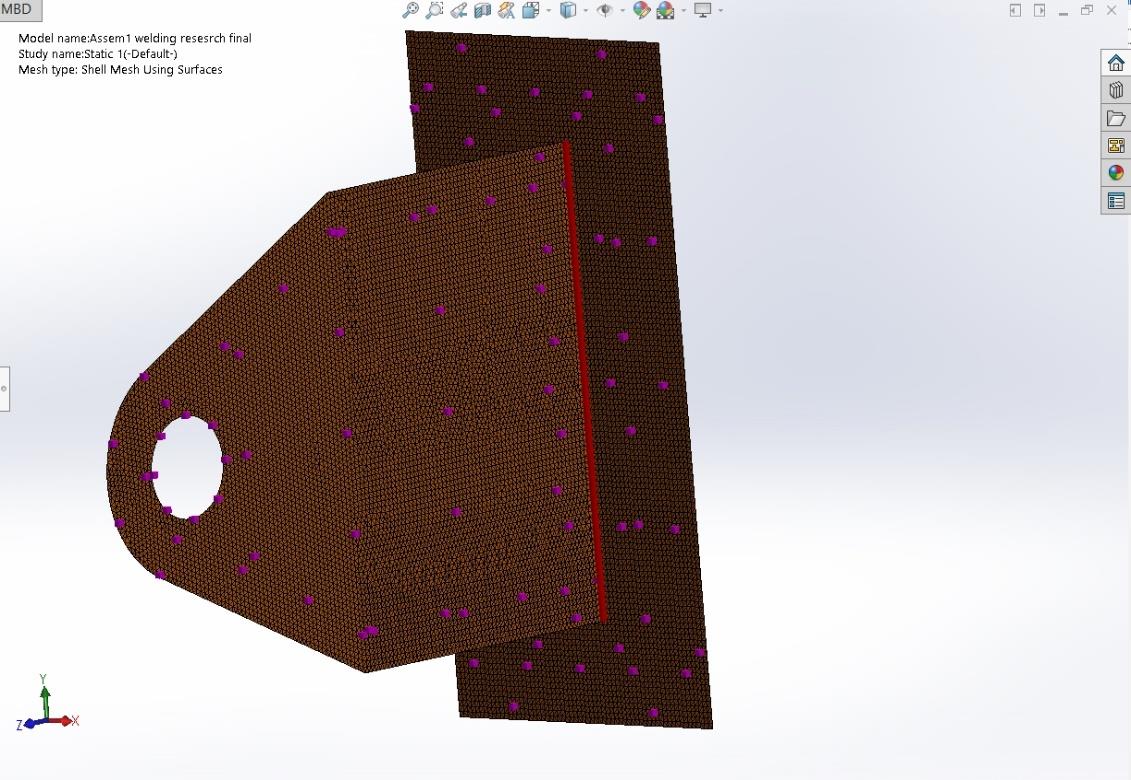 MBD
Model name:Assem1 welding resesrch final
Study name:Static 1(-Default-)
Mesh type: Shell Mesh Using Surfaces
Y
Z X